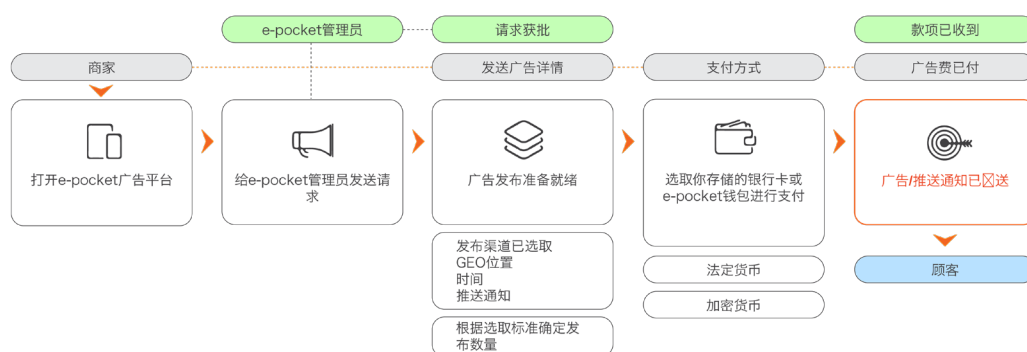 e-pocket管理员
请求获批
款项已收到
商家
发送广告详情
支付方式
广告费已付
打开e-pocket广告平台
给e-pocket管理员发送请
求
广告发布准备就绪
选取你存储的银行卡或
e-pocket钱包进行支付
广告/推送通知已送
发布渠道已选取
GEO位置
时间
推送通知
法定货币
顾客
加密货币
根据选取标准确定发
布数量